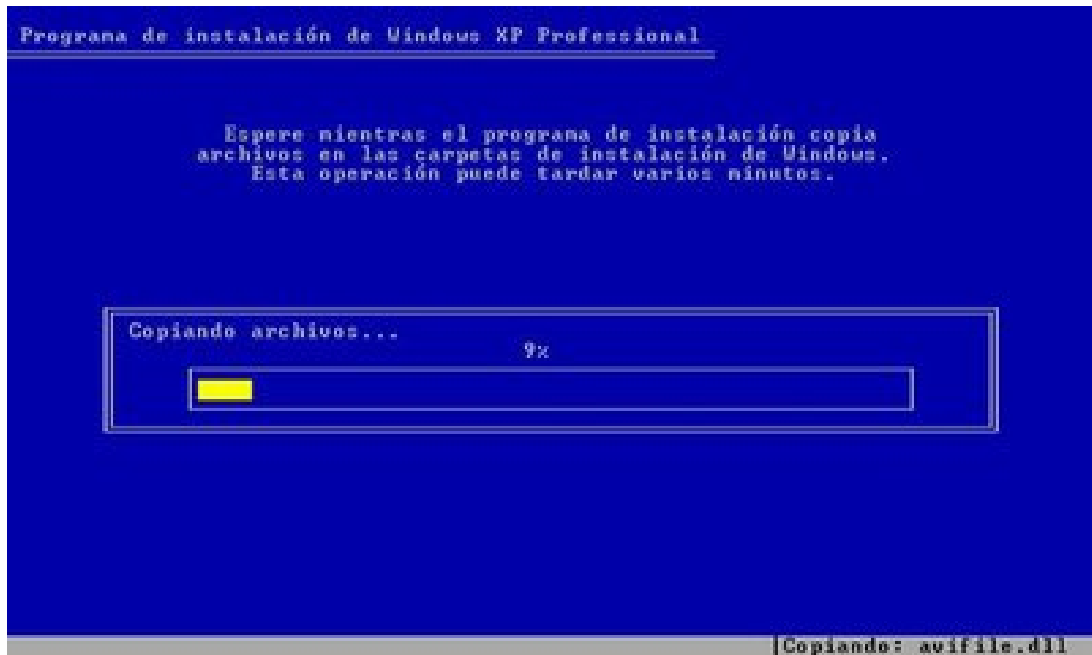 Programa de instalación de Windows XP Professional
Espere mientras el programa de instalación copia
archivos en las carpetas de instalación de Windows.
Esta operación puede tardar varios minutos.
Copiando archivos...
9%
Copiando: avifile.dll